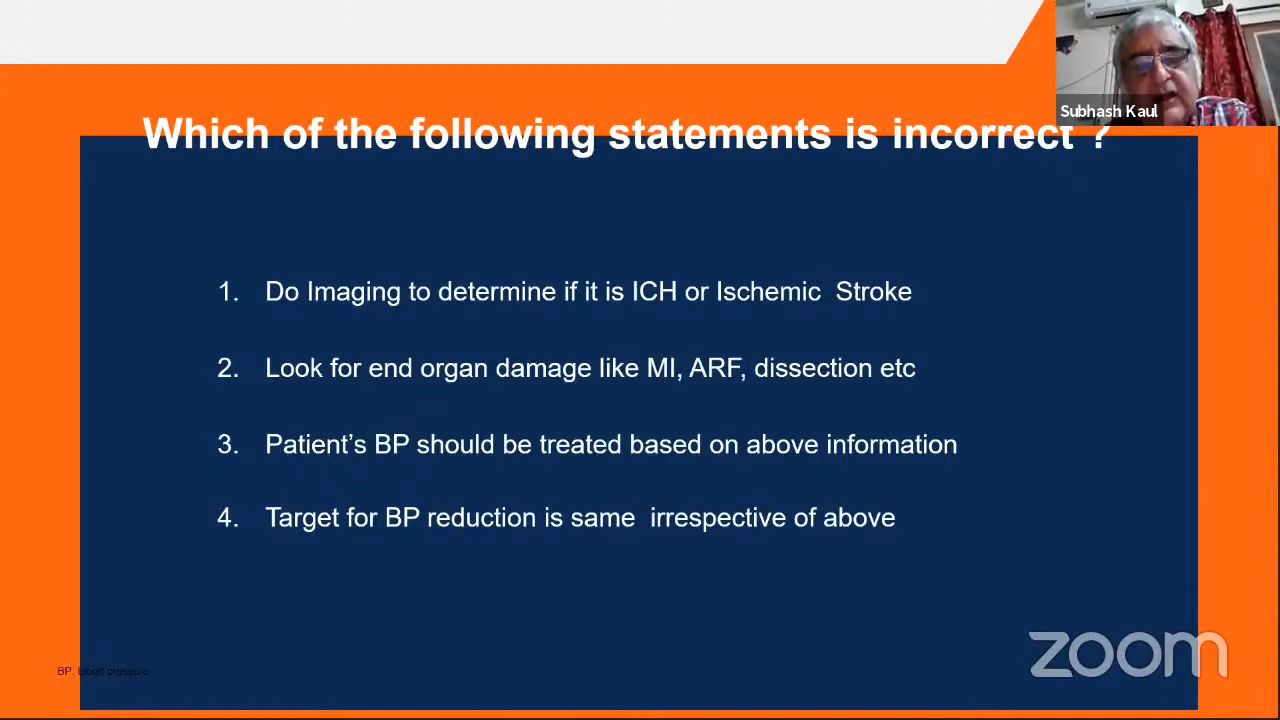 Subhash Kaul
Which of the following statements is incorrect ?
1. Do Imaging to determine if it is ICH or Ischemic Stroke
2. Look for end organ damage like MI, ARF, dissection etc
3. Patient's BP should be treated based on above information
4. Target for BP reduction is same irrespective of above
BP, blood pressure
zoom